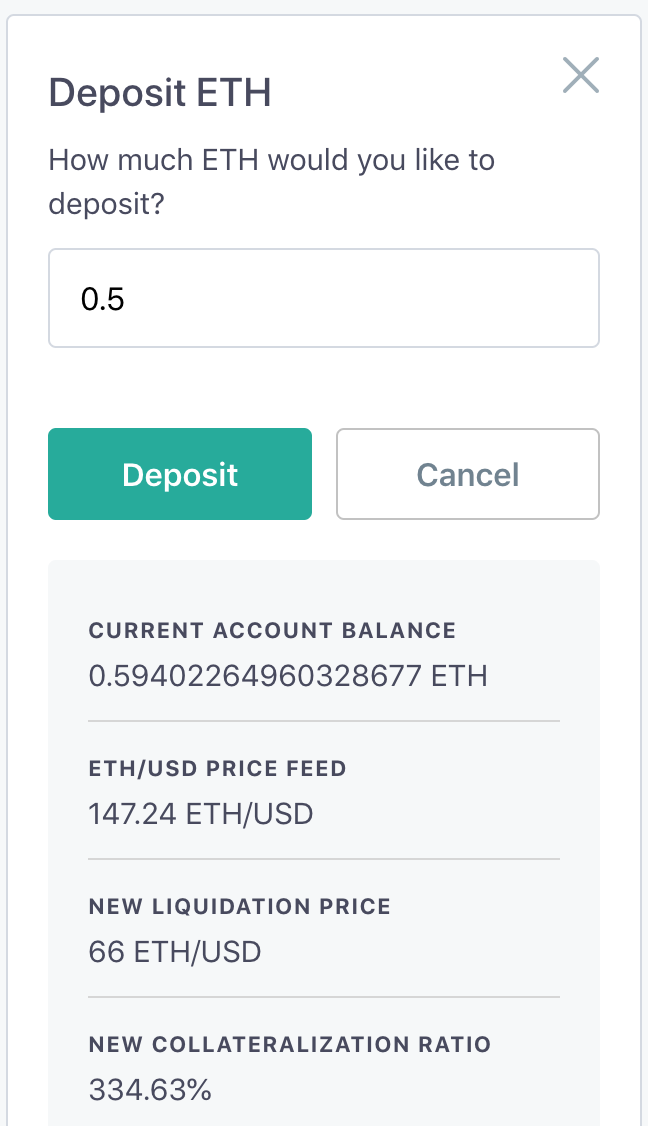 Deposit ETH
How much ETH would you like to
deposit?
0.5
Deposit
Cancel
CURRENT ACCOUNT BALANCE
0.59402264960328677 ETH
ETH/USD PRICE FEED
147.24 ETH/USD
NEW LIQUIDATION PRICE
66 ETH/USD
NEW COLLATERALIZATION RATIO
334.63%